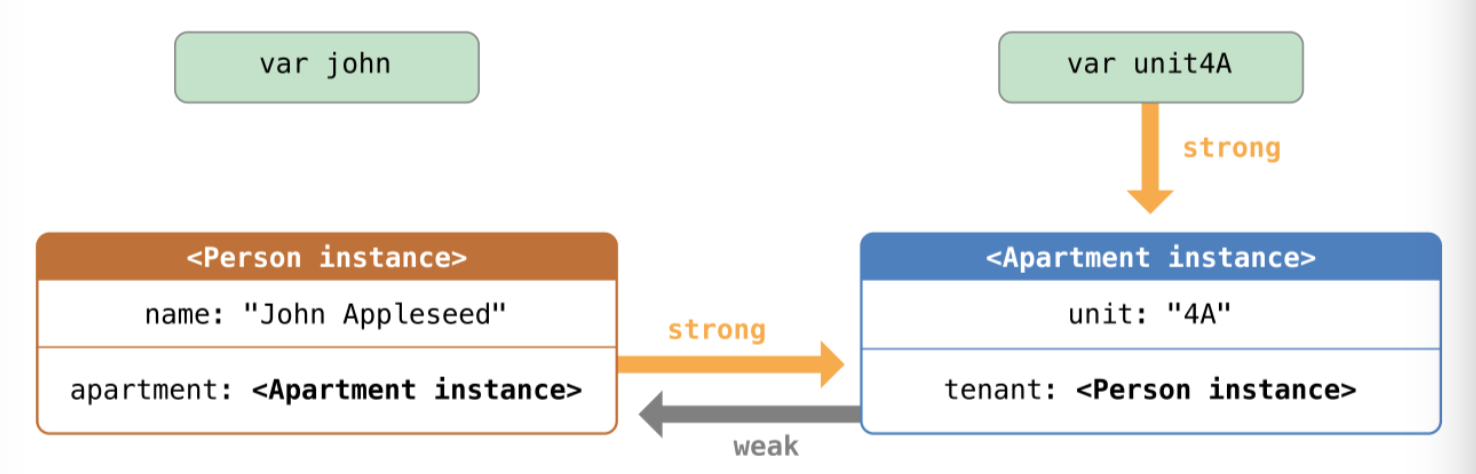 var john
var unit4A
strong
<Person instance>
name: "John Appleseed"
apartment: <Apartment instance>
strong
weak
<Apartment instance>
unit: "4A"
tenant: <Person instance>